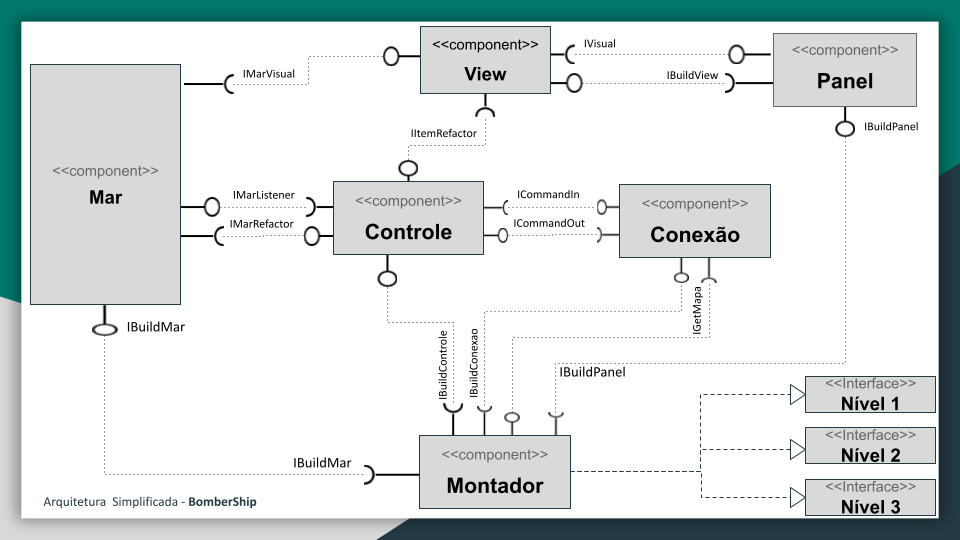 <<component>>
View
IVisual
<<component>>
Panel
IMarVisual
IBuildView
IBuildPanel
IItemRefactor
<<component>>
Mar
IMarListener
IMarRefactor
<<component>>
Controle
ICommandIn
ICommandOut
<<component>>
Conexão
IBuildMar
IBuildControle
IBuildConexao
IGetMapa
IBuildPanel
<<Interface>>
Nível 1
<<Interface>>
Nível 2
<<Interface>>
Nível 3
IBuildMar
<<component>>
Montador
Arquitetura Simplificada - BomberShip